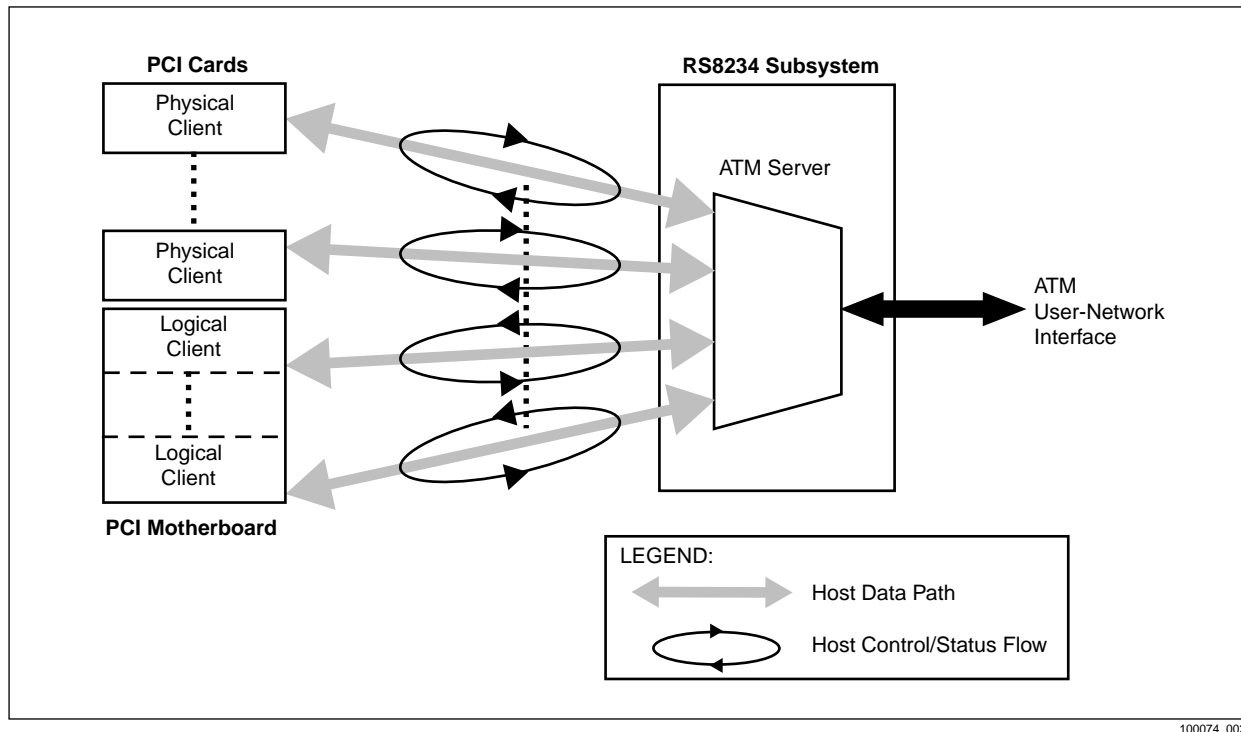 PCI Cards
Physical
Client
Physical
Client
Logical
Client
Logical
Client
PCI Motherboard
RS8234 Subsystem
ATM Server
ATM
User-Network
Interface
LEGEND:
Host Data Path
Host Control/Status Flow